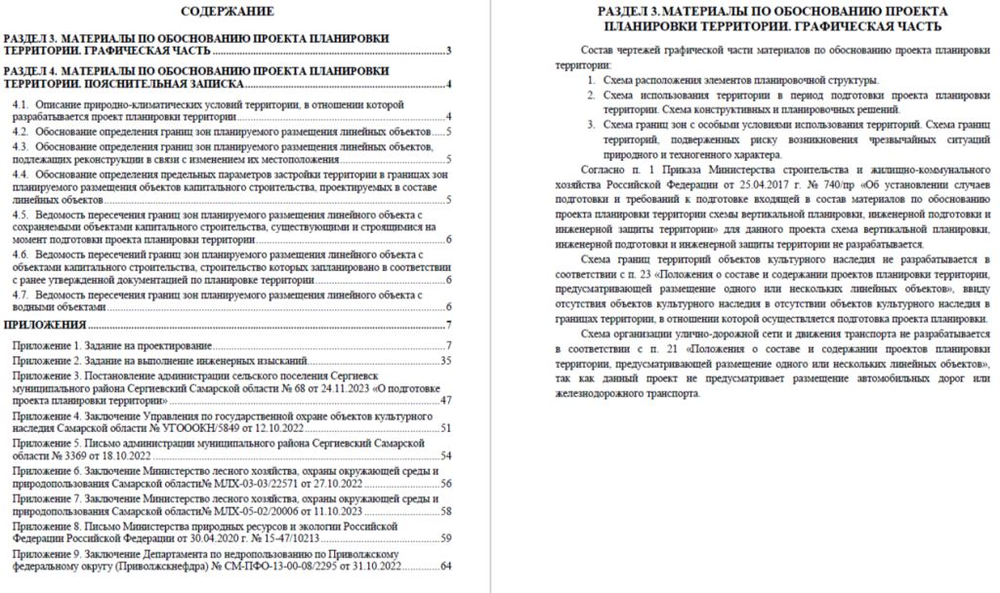 СОДЕРЖАНИЕ
РАЗДЕЛ 3. МАТЕРИАЛЫ ПО ОБОСНОВАНИЮ ПРОЕКТА ПЛАНИРОВКИ
ТЕРРИТОРИИ. ГРАФИЧЕСКАЯ ЧАСТЬ 3
РАЗДЕЛ 4. МАТЕРИАЛЫ ПО ОБОСНОВАНИЮ ПРОЕКТА ПЛАНИРОВКИ
ТЕРРИТОРИИ. ПОЯСНИТЕЛЬНАЯ ЗАПИСКА 4
4.1. Описание природно-климатических условий территории, в отношении которой
разрабатывается проект планировки территории 4
4.2. Обоснование определения границ зон планируемого размещения линейных объектов 5
4.3. Обоснование определения границ зон планируемого размещения линейных объектов,
подлежащих реконструкции в связи с изменением их местоположения 5
4.4. Обоснование определения предельных параметров застройки территории в границах зон
планируемого размещения объектов капитального строительства, проектируемых в составе
линейных объектов 5
4.5. Ведомость пересечения границ зон планируемого размещения линейного объекта с
сохраняемыми объектами капитального строительства, существующими и строящимися на
момент подготовки проекта планировки территории 6
4.6. Ведомость пересечений границ зон планируемого размещения линейного объекта с
объектами капитального строительства, строительство которых запланировано в соответствии
с ранее утвержденной документацией по планировке территории 6
4.7. Ведомость пересечения границ зон планируемого размещения линейного объекта с
водными объектами 6
ПРИЛОЖЕНИЯ 7
Приложение 1. Задание на проектирование 7
Приложение 2. Задание на выполнение инженерных изысканий 35
Приложение 3. Постановление администрации сельского поселения Сергиевск
муниципального района Сергиевский Самарской области № 68 от 24.11.2023 «О подготовке
проекта планировки территории» 47
Приложение 4. Заключение Управления по государственной охране объектов культурного
наследия Самарской области № УГОООКН/5849 от 12.10.2022 51
Приложение 5. Письмо администрации муниципального района Сергиевский Самарской
области № 3369 от 18.10.2022 54
Приложение 6. Заключение Министерство лесного хозяйства, охраны окружающей среды и
природопользования Самарской области№ МЛХ-03-03/22571 от 27.10.2022 56
Приложение 7. Заключение Министерство лесного хозяйства, охраны окружающей среды и
природопользования Самарской области№ МЛХ-05-02/20006 от 11.10.2023 58
Приложение 8. Письмо Министерства природных ресурсов и экологии Российской
Федерации Российской Федерации от 30.04.2020 г. № 15-47/10213 59
Приложение 9. Заключение Департамента по недропользованию по Приволжскому
федеральному округу (Приволжскнефдра) № СМ-ПФО-13-00-08/2295 от 31.10.2022 64
РАЗДЕЛ 3. МАТЕРИАЛЫ ПО ОБОСНОВАНИЮ ПРОЕКТА
ПЛАНИРОВКИ ТЕРРИТОРИИ. ГРАФИЧЕСКАЯ ЧАСТЬ
Состав чертежей графической части материалов по обоснованию проекта планировки
территории:
1. Схема расположения элементов планировочной структуры.
2. Схема использования территории в период подготовки проекта планировки
территории. Схема конструктивных и планировочных решений.
3. Схема границ зон с особыми условиями использования территорий. Схема границ
территорий, подверженных риску возникновения чрезвычайных ситуаций
природного и техногенного характера.
Согласно п. 1 Приказа Министерства строительства и жилищно-коммунального
хозяйства Российской Федерации от 25.04.2017 г. № 740/пр «Об установлении случаев
подготовки и требований к подготовке входящей в состав материалов по обоснованию
проекта планировки территории схемы вертикальной планировки, инженерной подготовки и
инженерной защиты территории» для данного проекта схема вертикальной планировки,
инженерной подготовки и инженерной защиты территории не разрабатывается.
Схема границ территорий объектов культурного наследия не разрабатывается в
соответствии с п. 23 «Положения о составе и содержании проектов планировки территории,
предусматривающей размещение одного или нескольких линейных объектов», ввиду
отсутствия объектов культурного наследия в отсутствии объектов культурного наследия в
границах территории, в отношении которой осуществляется подготовка проекта планировки.
Схема организации улично-дорожной сети и движения транспорта не разрабатывается
в соответствии с п. 21 «Положения о составе и содержании проектов планировки
территории, предусматривающей размещение одного или нескольких линейных объектов»,
так как данный проект не предусматривает размещение автомобильных дорог или
железнодорожного транспорта.